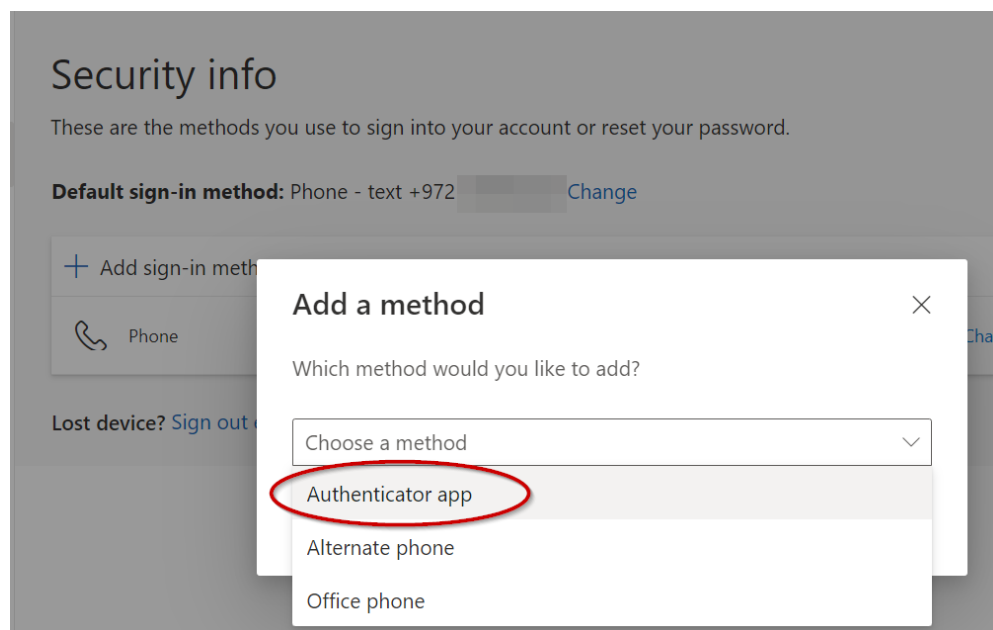 Security info
These are the methods you use to sign into your account or reset your password.
Default sign-in method: Phone - text +972 Change
Add sign-in meth
Add a method
Phone
Cha
Which method would you like to add?
Lost device? Sign out
Choose a method
Authenticator app
Alternate phone
Office phone